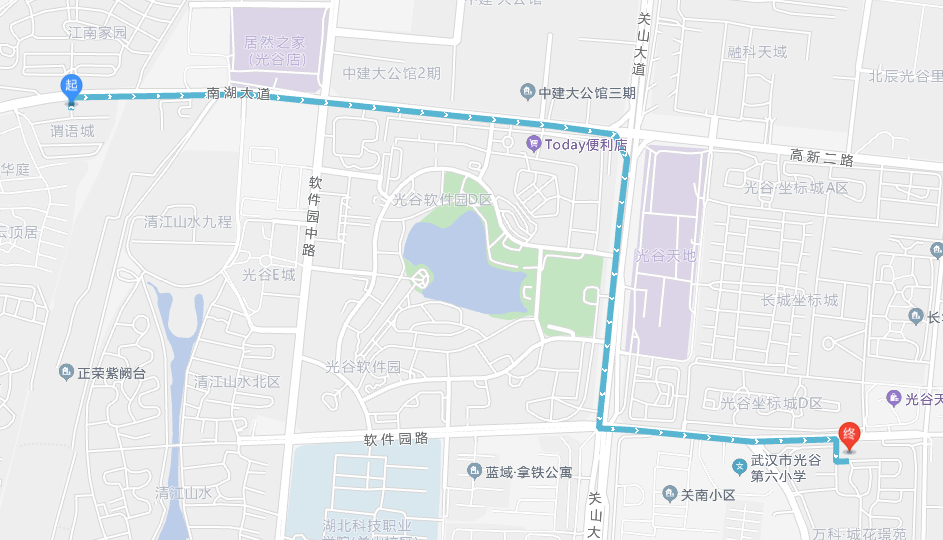 中建大公馆
江南家园
关山大道
居然之家
(光谷店)
融科天域
中建大公馆2期
北辰光谷里
起
南湖大道
中建大公馆三期
谓语城
Today便利店
高新二路
华庭
软件园中路
光谷·坐标城A区
光谷软件园D区
清江山水九程
云顶居
光谷天地
光谷E城
长城坐标城
长
光谷软件园
正荣紫阙台
清江山水北区
光谷天
光谷坐标城D区
终
软件园路
武汉市光谷
第六小学
蓝域·拿铁公寓
清江山水
关南小区
关山大
湖北科技职业
万科·城花璟苑